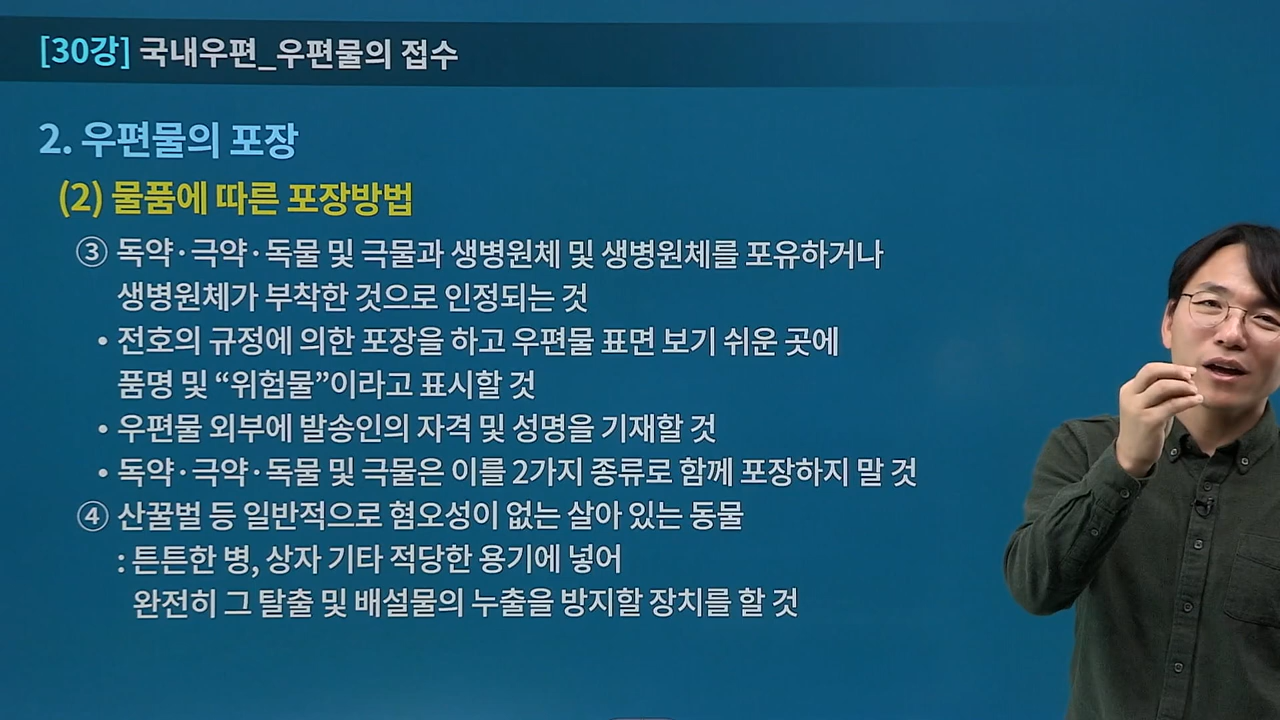 [30강] 국내우편_우편물의 접수
2. 우편물의 포장
(2) 물품에 따른 포장방법
③ 독약·극약·독물 및 극물과 생병원체 및 생병원체를 포유하거나
생병원체가 부착한 것으로 인정되는 것
• 전호의 규정에 의한 포장을 하고 우편물 표면 보기 쉬운 곳에
품명 및 “위험물”이라고 표시할 것
• 우편물 외부에 발송인의 자격 및 성명을 기재할 것
• 독약·극약·독물 및 극물은 이를 2가지 종류로 함께 포장하지 말 것
④ 산꿀벌 등 일반적으로 혐오성이 없는 살아 있는 동물
: 튼튼한 병, 상자 기타 적당한 용기에 넣어
완전히 그 탈출 및 배설물의 누출을 방지할 장치를 할 것